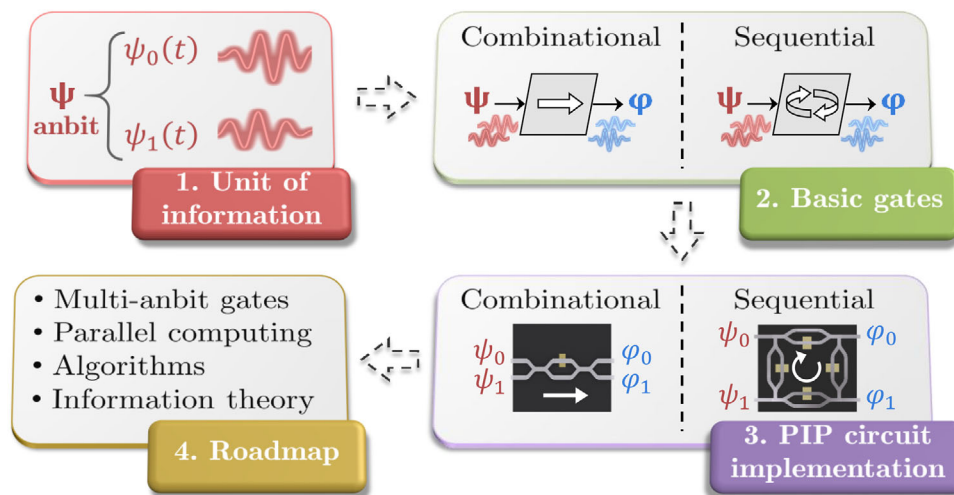 ψ₀(t)
Ψ
anbit
ψ₁(t)
1. Unit of
information
Combinational
Sequential
Ψ
φ
Ψ
φ
2. Basic gates
Combinational
Sequential
ψ₀
φ₀
ψ₁
φ₁
ψ₀
φ₀
ψ₁
φ₁
3. PIP circuit
implementation
• Multi-anbit gates
• Parallel computing
• Algorithms
• Information theory
4. Roadmap